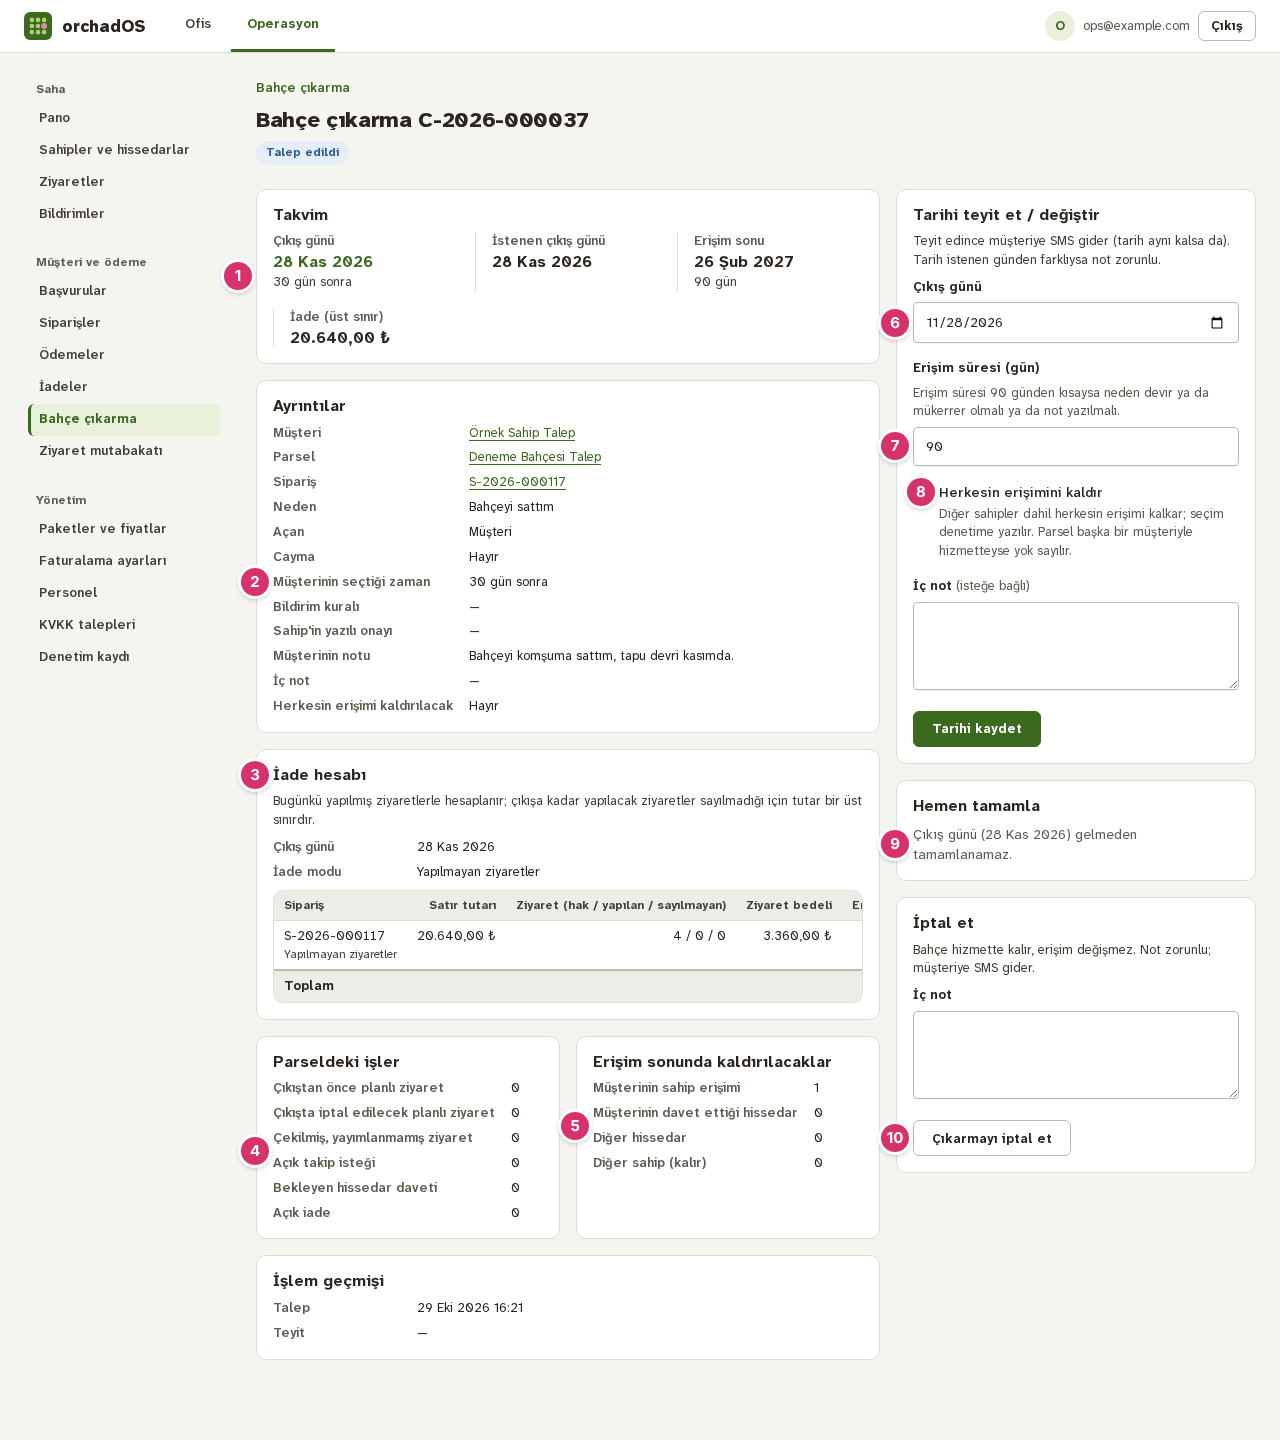 orchadOS
Ofis
Operasyon
O
ops@example.com
Çıkış
Saha
Pano
Sahipler ve hissedarlar
Ziyaretler
Bildirimler
Müşteri ve ödeme
Başvurular
Siparişler
Ödemeler
İadeler
Bahçe çıkarma
Ziyaret mutabakatı
Yönetim
Paketler ve fiyatlar
Faturalama ayarları
Personel
KVKK talepleri
Denetim kaydı
Bahçe çıkarma
Bahçe çıkarma C-2026-000037
Talep edildi
1
Takvim
Çıkış günü
28 Kas 2026
30 gün sonra
İstenen çıkış günü
28 Kas 2026
Erişim sonu
26 Şub 2027
90 gün
İade (üst sınır)
20.640,00 ₺
2
Ayrıntılar
Müşteri Örnek Sahip Talep
Parsel Deneme Bahçesi Talep
Sipariş S-2026-000117
Neden Bahçeyi sattım
Açan Müşteri
Cayma Hayır
Müşterinin seçtiği zaman 30 gün sonra
Bildirim kuralı —
Sahip'in yazılı onayı —
Müşterinin notu Bahçeyi komşuma sattım, tapu devri kasımda.
İç not —
Herkesin erişimi kaldırılacak Hayır
3
İade hesabı
Bugünkü yapılmış ziyaretlerle hesaplanır; çıkışa kadar yapılacak ziyaretler sayılmadığı için tutar bir üst
sınırdır.
Çıkış günü 28 Kas 2026
İade modu Yapılmayan ziyaretler
Sipariş Satır tutarı Ziyaret (hak / yapılan / sayılmayan) Ziyaret bedeli
S-2026-000117 20.640,00 ₺ 4 / 0 / 0 3.360,00 ₺
Yapılmayan ziyaretler
Toplam
4
Parseldeki işler
Çıkıştan önce planlı ziyaret 0
Çıkışta iptal edilecek planlı ziyaret 0
Çekilmiş, yayımlanmamış ziyaret 0
Açık takip isteği 0
Bekleyen hissedar daveti 0
Açık iade 0
5
Erişim sonunda kaldırılacaklar
Müşterinin sahip erişimi 1
Müşterinin davet ettiği hissedar 0
Diğer hissedar 0
Diğer sahip (kalır) 0
İşlem geçmişi
Talep 29 Eki 2026 16:21
Teyit —
Tarihi teyit et / değiştir
Teyit edince müşteriye SMS gider (tarih aynı kalsa da).
Tarih istenen günden farklıysa not zorunlu.
Çıkış günü
6
11/28/2026
Erişim süresi (gün)
Erişim süresi 90 günden kısaysa neden devir ya da
mükerrer olmalı ya da not yazılmalı.
7
90
8
Herkesin erişimini kaldır
Diğer sahipler dahil herkesin erişimi kalkar; seçim
denetime yazılır. Parsel başka bir müşteriyle
hizmetteyse yok sayılır.
İç not (isteğe bağlı)
Tarihi kaydet
Hemen tamamla
9
Çıkış günü (28 Kas 2026) gelmeden
tamamlanamaz.
İptal et
Bahçe hizmette kalır, erişim değişmez. Not zorunlu;
müşteriye SMS gider.
İç not
10
Çıkarmayı iptal et